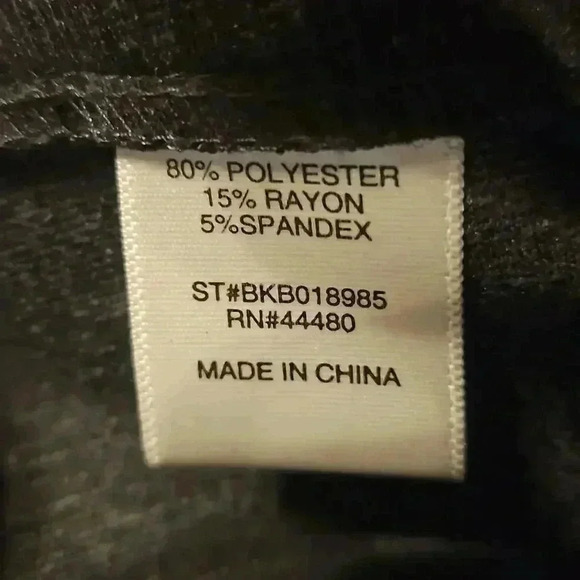 80% POLYESTER
15% RAYON
5%SPANDEX
ST#BKB018985
RN#44480
MADE IN CHINA